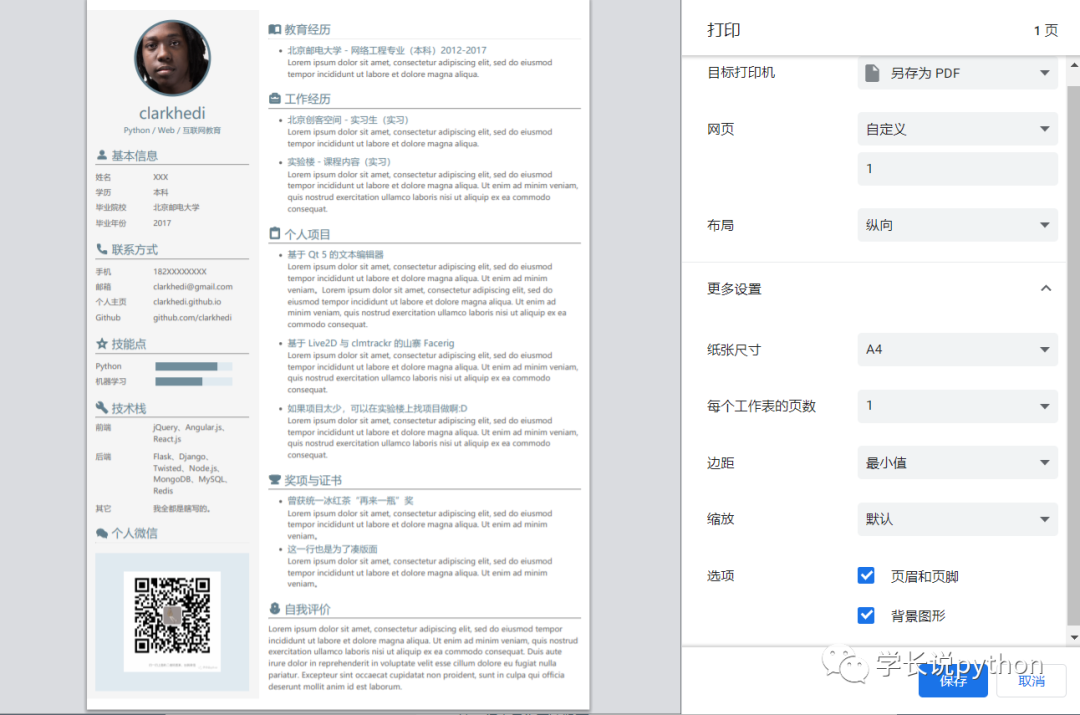 clarkhedi
Python / Web / 互联网教育
基本信息
姓名 XXX
学历 本科
毕业院校 北京邮电大学
毕业年份 2017
联系方式
手机 182XXXXXXXX
邮箱 clarkhedi@gmail.com
个人主页 clarkhedi.github.io
Github github.com/clarkhedi
技能点
Python
机器学习
技术栈
前端 jQuery、Angular.js、
React.js
后端 Flask、Django、
Twisted、Node.js、
MongoDB、MySQL、
Redis
其它 我全都是瞎写的。
个人微信
教育经历
北京邮电大学 - 网络工程专业（本科）2012-2017
Lorem ipsum dolor sit amet, consectetur adipiscing elit, sed do eiusmod
tempor incididunt ut labore et dolore magna aliqua.
工作经历
北京创客空间 - 实习生（实习）
Lorem ipsum dolor sit amet, consectetur adipiscing elit, sed do eiusmod
tempor incididunt ut labore et dolore magna aliqua.
实验楼 - 课程内容（实习）
Lorem ipsum dolor sit amet, consectetur adipiscing elit, sed do eiusmod
tempor incididunt ut labore et dolore magna aliqua. Ut enim ad minim veniam,
quis nostrud exercitation ullamco laboris nisi ut aliquip ex ea commodo
consequat.
个人项目
基于 Qt 5 的文本编辑器
Lorem ipsum dolor sit amet, consectetur adipiscing elit, sed do eiusmod
tempor incididunt ut labore et dolore magna aliqua. Ut enim ad minim
veniam。Lorem ipsum dolor sit amet, consectetur adipiscing elit, sed do
eiusmod tempor incididunt ut labore et dolore magna aliqua. Ut enim ad
minim veniam, quis nostrud exercitation ullamco laboris nisi ut aliquip ex ea
commodo consequat.
基于 Live2D 与 clmtrackr 的山寨 Facerig
Lorem ipsum dolor sit amet, consectetur adipiscing elit, sed do eiusmod
tempor incididunt ut labore et dolore magna aliqua. Ut enim ad minim veniam,
quis nostrud exercitation ullamco laboris nisi ut aliquip ex ea commodo
consequat.
如果项目太少，可以在实验楼上找项目做啊:D
Lorem ipsum dolor sit amet, consectetur adipiscing elit, sed do eiusmod
tempor incididunt ut labore et dolore magna aliqua. Ut enim ad minim veniam,
quis nostrud exercitation ullamco laboris nisi ut aliquip ex ea commodo
consequat.
奖项与证书
曾获统一冰红茶“再来一瓶”奖
Lorem ipsum dolor sit amet, consectetur adipiscing elit, sed do eiusmod
tempor incididunt ut labore et dolore magna aliqua. Ut enim ad minim
veniam。
这一行也是为了凑版面
Lorem ipsum dolor sit amet, consectetur adipiscing elit, sed do eiusmod
tempor incididunt ut labore et dolore magna aliqua. Ut enim ad minim
veniam。
自我评价
Lorem ipsum dolor sit amet, consectetur adipiscing elit, sed do eiusmod tempor
incididunt ut labore et dolore magna aliqua. Ut enim ad minim veniam, quis nostrud
exercitation ullamco laboris nisi ut aliquip ex ea commodo consequat. Duis aute
irure dolor in reprehenderit in voluptate velit esse cillum dolore eu fugiat nulla
pariatur. Excepteur sint occaecat cupidatat non proident, sunt in culpa qui officia
deserunt mollit anim id est laborum.
打印 1 页
目标打印机 另存为 PDF
网页 自定义
1
布局 纵向
更多设置
纸张尺寸 A4
每个工作表的页数 1
边距 最小值
缩放 默认
选项 页眉和页脚
背景图形
学长说python
保存 取消